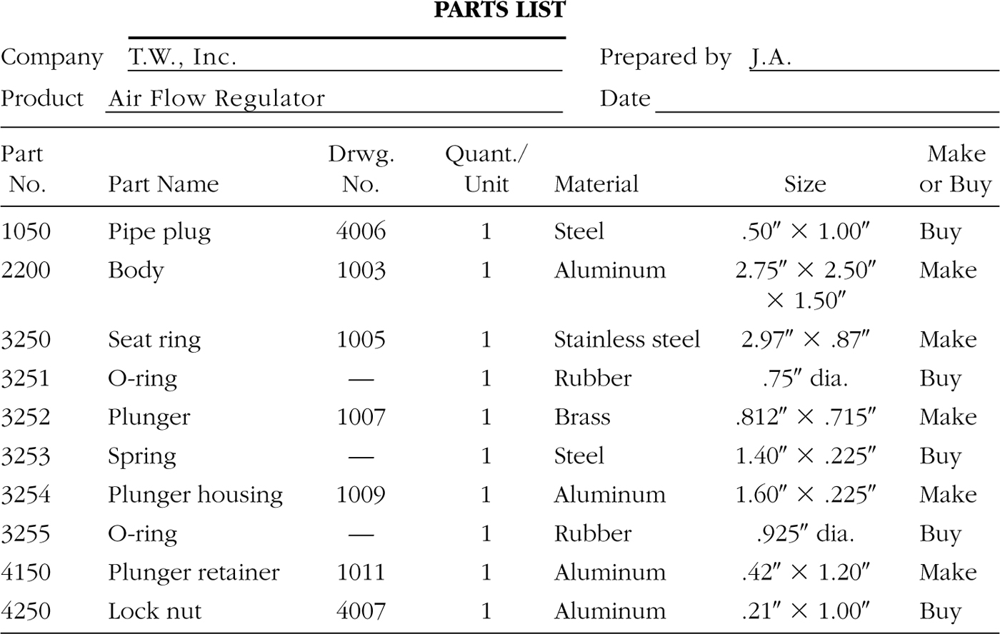 PARTS LIST
Company T.W., Inc. Prepared by J.A.
Product Air Flow Regulator Date
Part Drwg. Quant./ Make
No. Part Name No. Unit Material Size or Buy
1050 Pipe plug 4006 1 Steel .50″ × 1.00″ Buy
2200 Body 1003 1 Aluminum 2.75″ × 2.50″ Make
× 1.50″
3250 Seat ring 1005 1 Stainless steel 2.97″ × .87″ Make
3251 O-ring — 1 Rubber .75″ dia. Buy
3252 Plunger 1007 1 Brass .812″ × .715″ Make
3253 Spring — 1 Steel 1.40″ × .225″ Buy
3254 Plunger housing 1009 1 Aluminum 1.60″ × .225″ Make
3255 O-ring — 1 Rubber .925″ dia. Buy
4150 Plunger retainer 1011 1 Aluminum .42″ × 1.20″ Make
4250 Lock nut 4007 1 Aluminum .21″ × 1.00″ Buy